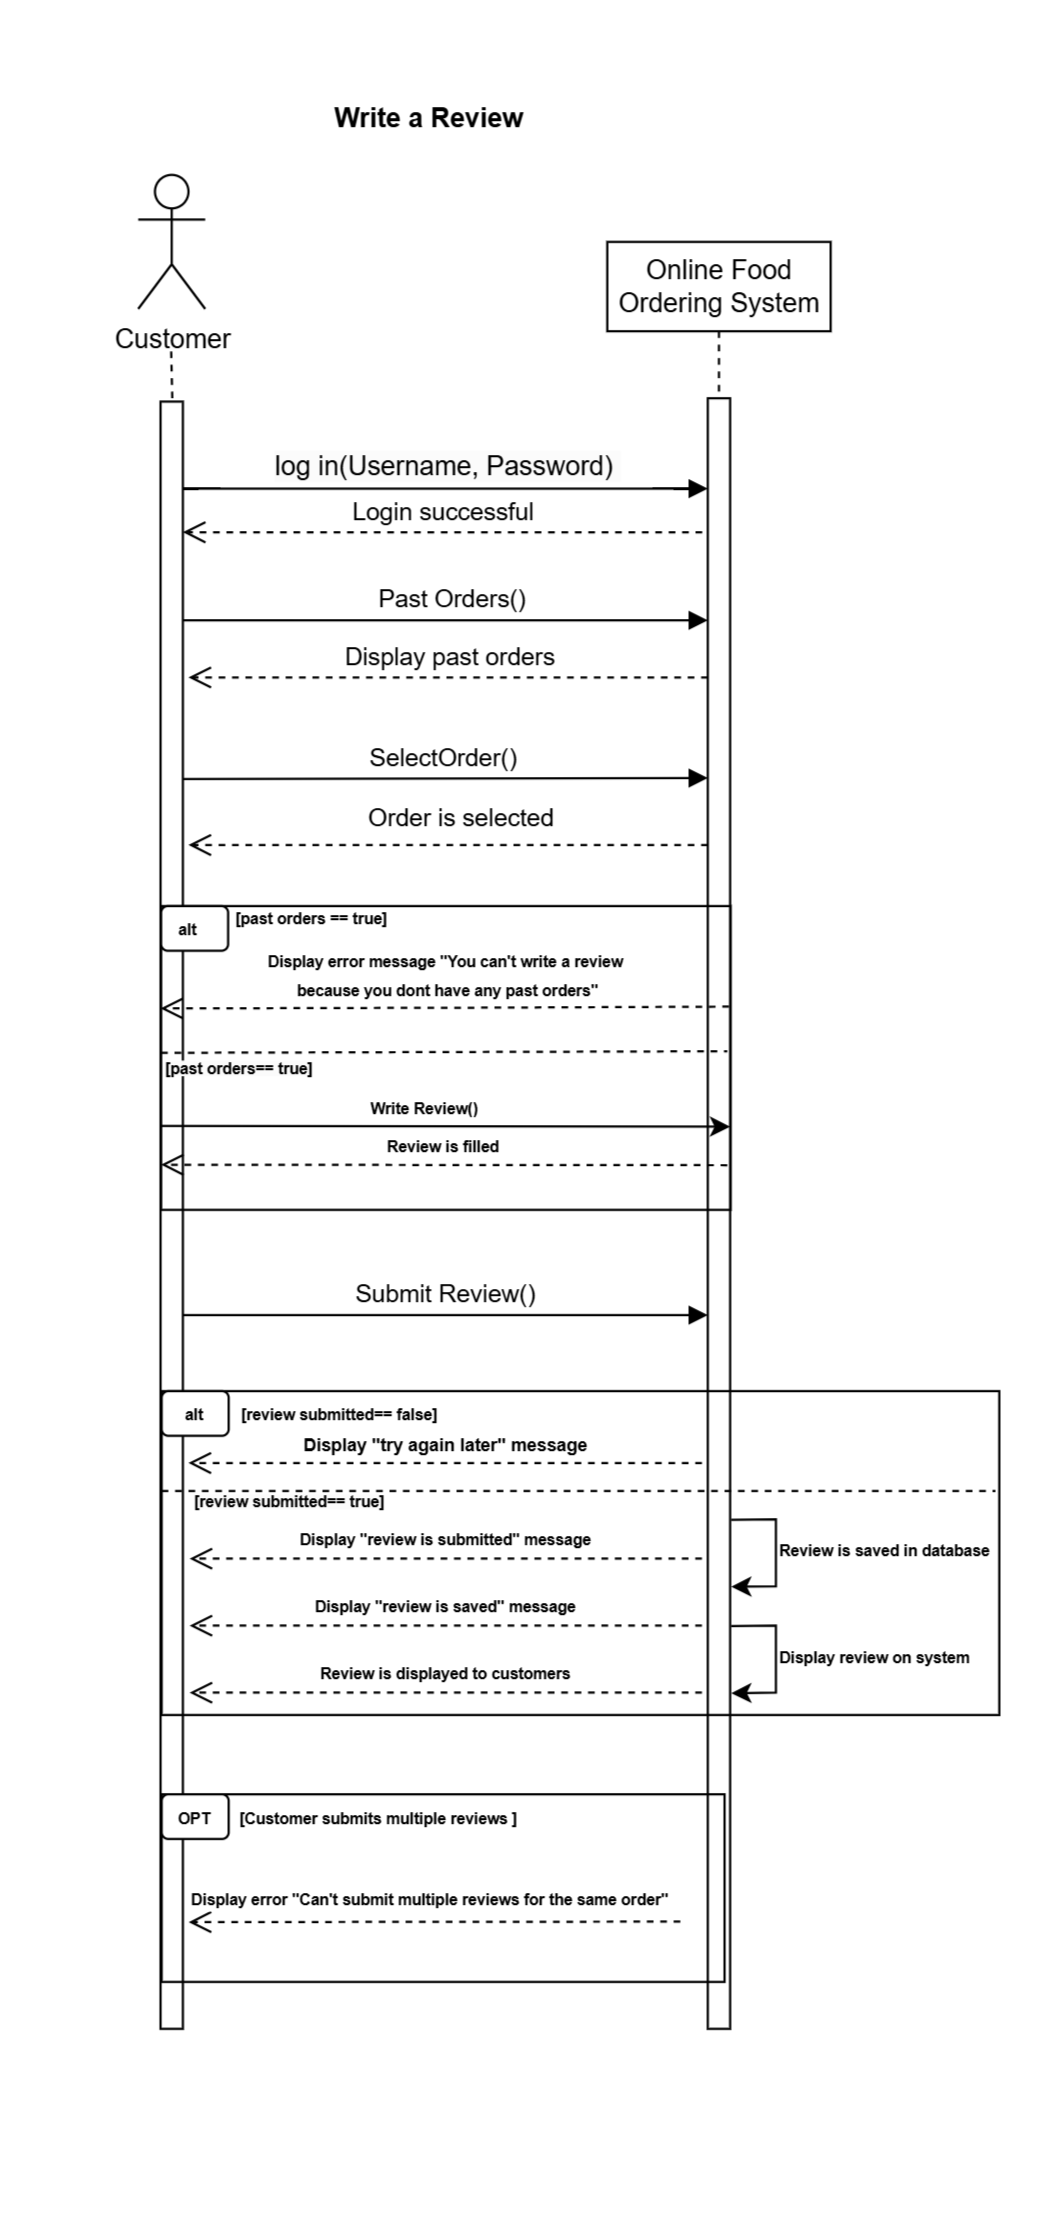 Write a Review
Online Food
Ordering System
Customer
log in(Username, Password)
Login successful
Past Orders()
Display past orders
SelectOrder()
Order is selected
alt
[past orders == true]
Display error message "You can't write a review
because you dont have any past orders"
[past orders== true]
Write Review()
Review is filled
Submit Review()
alt
[review submitted== false]
Display "try again later" message
[review submitted== true]
Display "review is submitted" message
Review is saved in database
Display "review is saved" message
Display review on system
Review is displayed to customers
OPT
[Customer submits multiple reviews ]
Display error "Can't submit multiple reviews for the same order"